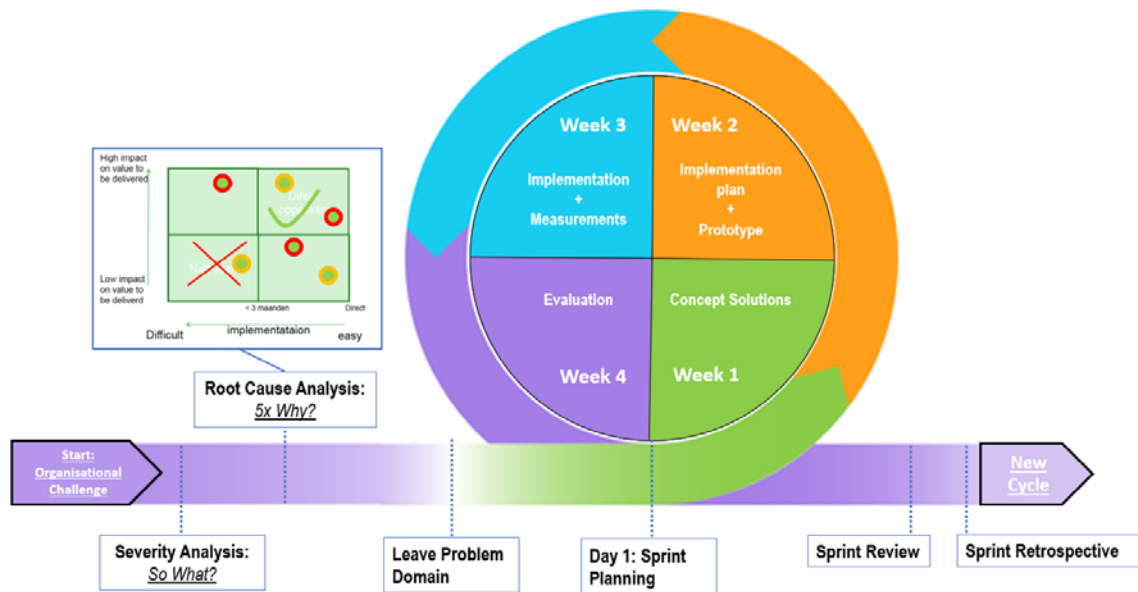 High impact
on value to
be delivered
Low impact
on value to
be deliverd
Direct
< 3 maanden
Direct
Difficult
implementataion
easy
Week 3
Implementation
+
Measurements
Week 2
Implementation
plan
+
Prototype
Evaluation
Week 4
Concept Solutions
Week 1
Root Cause Analysis:
5x Why?
Start:
Organisational
Challenge
New
Cycle
Severity Analysis:
So What?
Leave Problem
Domain
Day 1: Sprint
Planning
Sprint Review
Sprint Retrospective